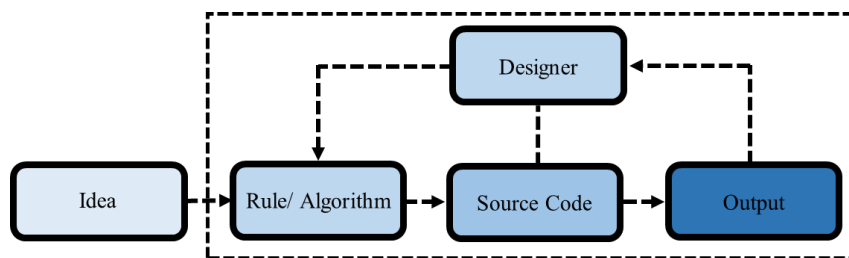 Designer
Idea
Rule/ Algorithm
Source Code
Output